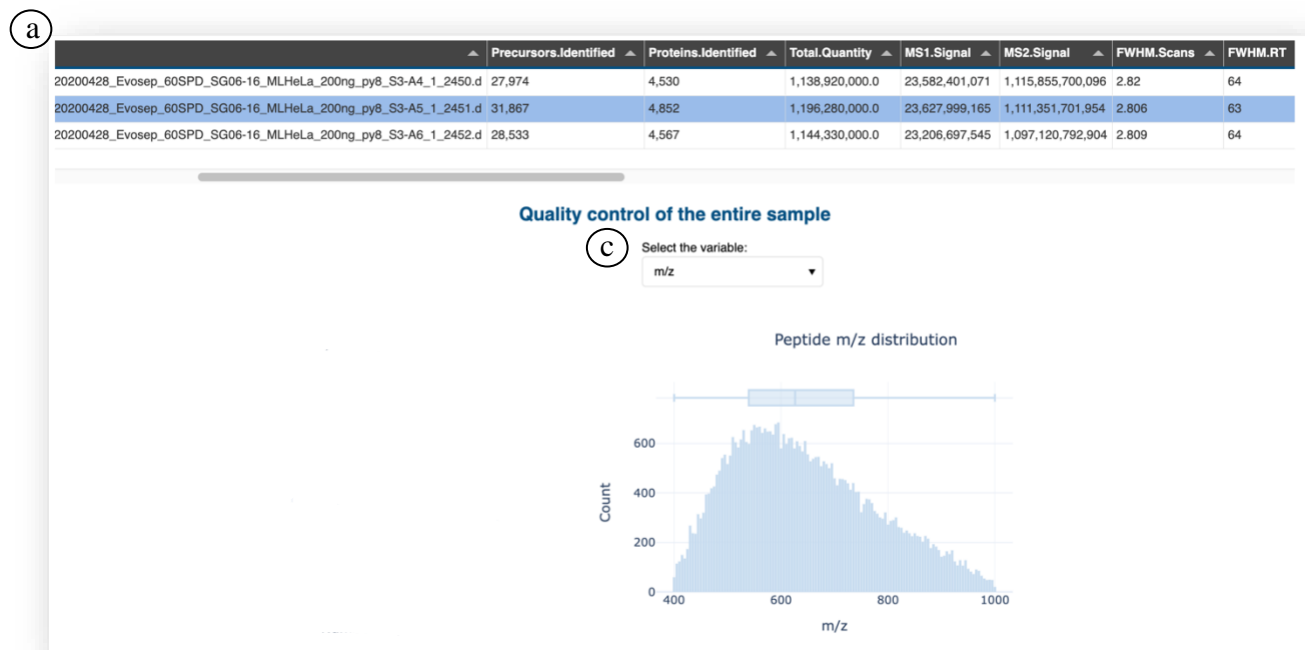 a
Precursors.Identified Proteins.Identified Total.Quantity MS1.Signal MS2.Signal FWHM.Scans FWHM.RT
20200428_Evosep_60SPD_SG06-16_MLHeLa_200ng_py8_S3-A4_1_2450.d 27,974 4,530 1,138,920,000.0 23,582,401,071 1,115,855,700,096 2.82 64
20200428_Evosep_60SPD_SG06-16_MLHeLa_200ng_py8_S3-A5_1_2451.d 31,867 4,852 1,196,280,000.0 23,627,999,165 1,111,351,701,954 2.806 63
20200428_Evosep_60SPD_SG06-16_MLHeLa_200ng_py8_S3-A6_1_2452.d 28,533 4,567 1,144,330,000.0 23,206,697,545 1,097,120,792,904 2.809 64
Quality control of the entire sample
c
Select the variable:
m/z
Peptide m/z distribution
600
400
200
0
Count
400 600 800 1000
m/z